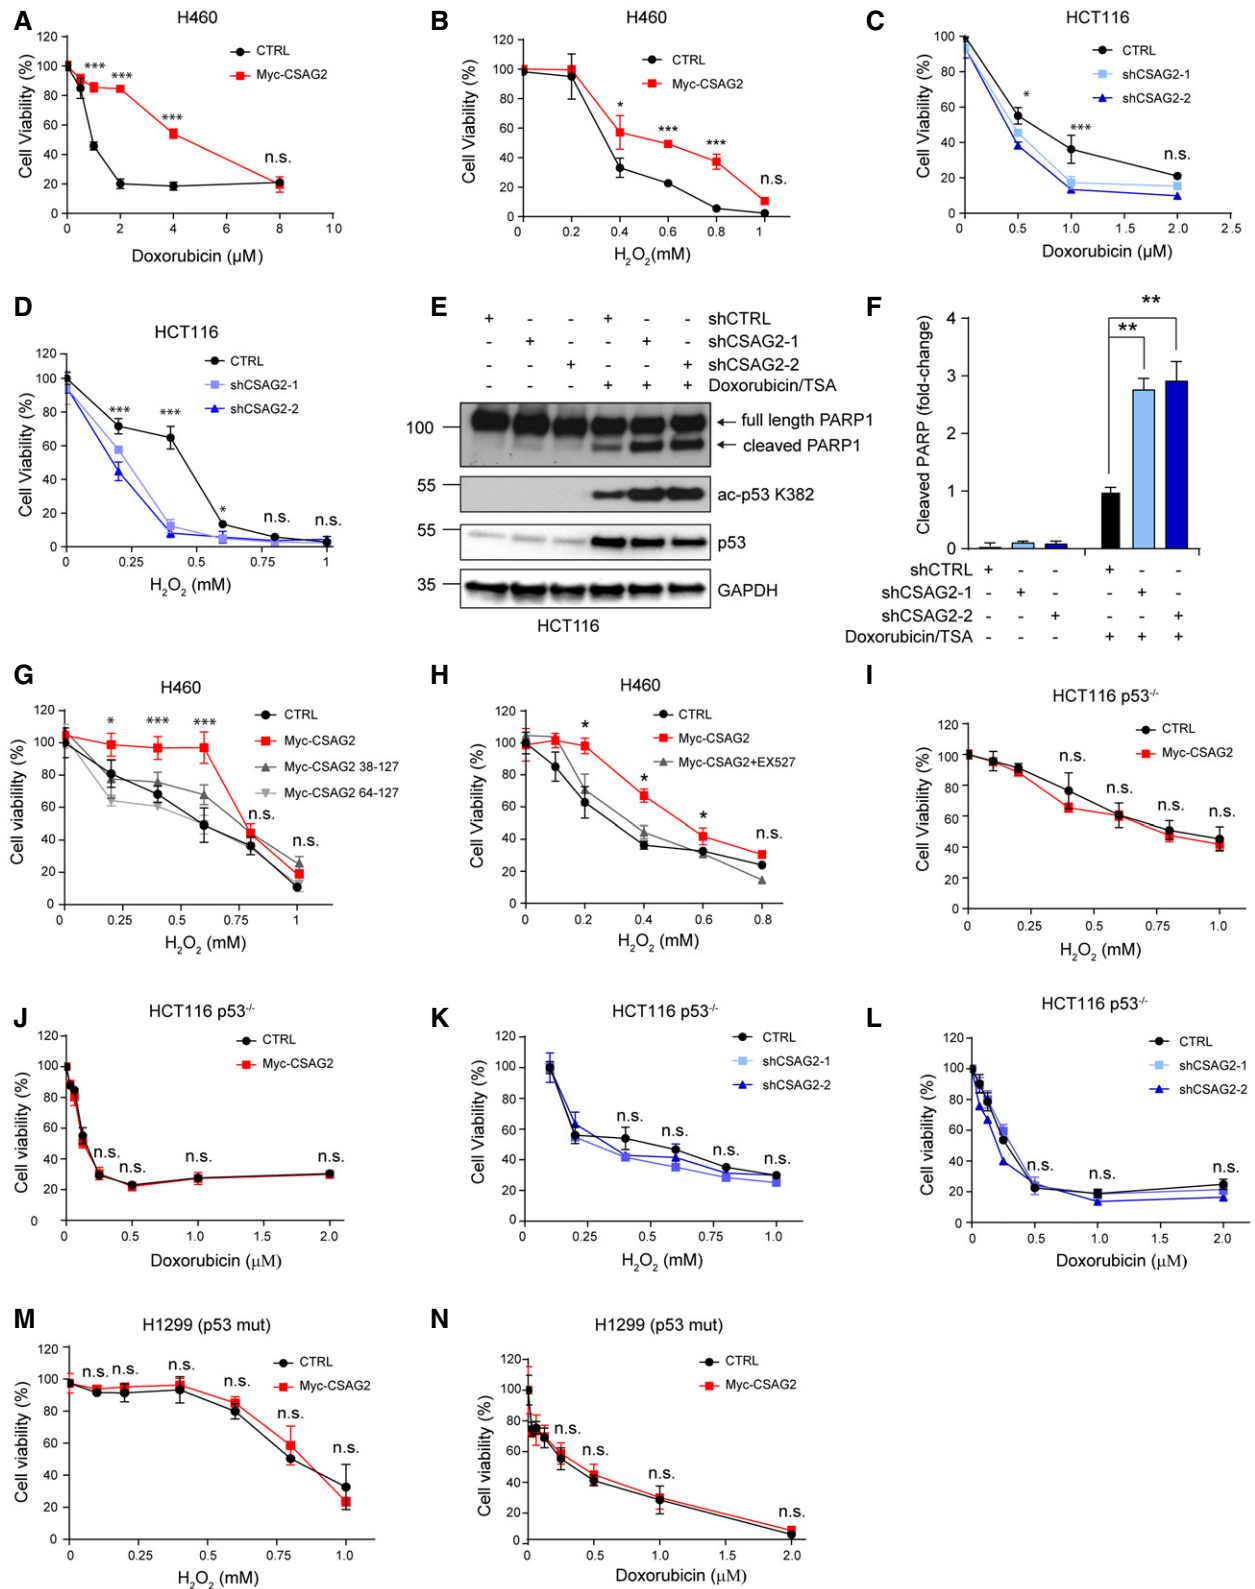 A
H460
Cell Viability (%)
120
100
80
60
40
20
0
CTRL
Myc-CSAG2
***
***
***
n.s.
0 2 4 6 8 10
Doxorubicin (µM)
B
H460
Cell Viability (%)
120
100
80
60
40
20
0
CTRL
Myc-CSAG2
*
***
***
n.s.
0 0.2 0.4 0.6 0.8 1
H2O2(mM)
C
HCT116
Cell Viability (%)
100
80
60
40
20
0
CTRL
shCSAG2-1
shCSAG2-2
*
***
n.s.
0 0.5 1.0 1.5 2.0 2.5
Doxorubicin (µM)
D
HCT116
Cell Viability (%)
120
100
80
60
40
20
0
CTRL
shCSAG2-1
shCSAG2-2
***
***
*
n.s.
n.s.
0 0.25 0.50 0.75 1
H2O2 (mM)
E
+ - - + - - shCTRL
- + - - + - shCSAG2-1
- - + - - + shCSAG2-2
- - - + + + Doxorubicin/TSA
100
full length PARP1
cleaved PARP1
55
ac-p53 K382
55
p53
35
GAPDH
HCT116
F
Cleaved PARP (fold-change)
4
3
2
1
0
**
**
shCTRL + - - + - -
shCSAG2-1 - + - - + -
shCSAG2-2 - - + - - +
Doxorubicin/TSA - - - + + +
G
H460
Cell Viability (%)
120
100
80
60
40
20
0
CTRL
Myc-CSAG2
Myc-CSAG2 38-127
Myc-CSAG2 64-127
*
***
***
n.s.
n.s.
0 0.25 0.50 0.75 1
H2O2 (mM)
H
H460
Cell Viability (%)
120
100
80
60
40
20
0
CTRL
Myc-CSAG2
Myc-CSAG2+EX527
*
*
*
n.s.
0 0.2 0.4 0.6 0.8
H2O2 (mM)
I
HCT116 p53-/-
Cell Viability (%)
120
100
80
60
40
20
0
CTRL
Myc-CSAG2
n.s.
n.s.
n.s.
n.s.
0 0.25 0.5 0.75 1.0
H2O2 (mM)
J
HCT116 p53-/-
Cell viability (%)
120
100
80
60
40
20
0
CTRL
Myc-CSAG2
n.s.
n.s.
n.s.
n.s.
0 0.5 1.0 1.5 2.0
Doxorubicin (µM)
K
HCT116 p53-/-
Cell Viability (%)
120
100
80
60
40
20
0
CTRL
shCSAG2-1
shCSAG2-2
n.s.
n.s.
n.s.
n.s.
0 0.25 0.5 0.75 1.0
H2O2 (mM)
L
HCT116 p53-/-
Cell viability (%)
120
100
80
60
40
20
0
CTRL
shCSAG2-1
shCSAG2-2
n.s.
n.s.
n.s.
0 0.5 1.0 1.5 2.0
Doxorubicin (µM)
M
H1299 (p53 mut)
Cell viability (%)
120
100
80
60
40
20
0
CTRL
Myc-CSAG2
n.s.
n.s.
n.s.
n.s.
n.s.
n.s.
0 0.25 0.5 0.75 1.0
H2O2 (mM)
N
H1299 (p53 mut)
Cell viability (%)
120
100
80
60
40
20
0
CTRL
Myc-CSAG2
n.s.
n.s.
n.s.
n.s.
0 0.5 1.0 1.5 2.0
Doxorubicin (µM)